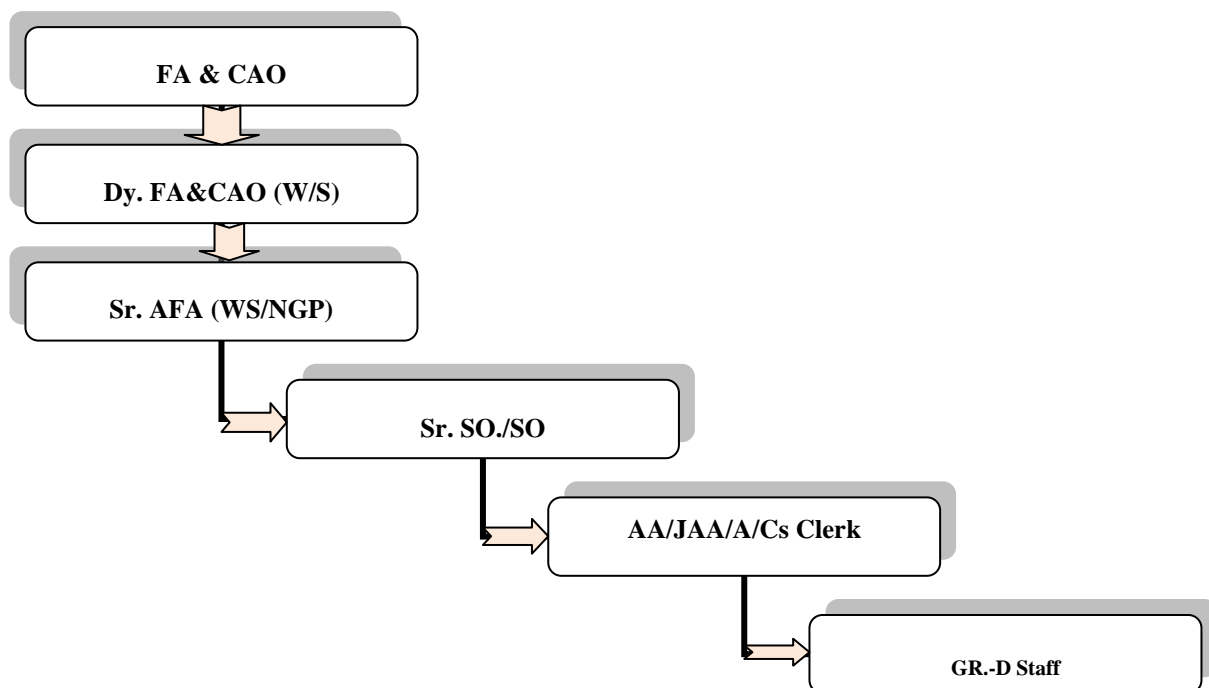 FA & CAO
Dy. FA&CAO (W/S)
Sr. AFA (WS/NGP)
Sr. SO./SO
AA/JAA/A/Cs Clerk
GR.-D Staff